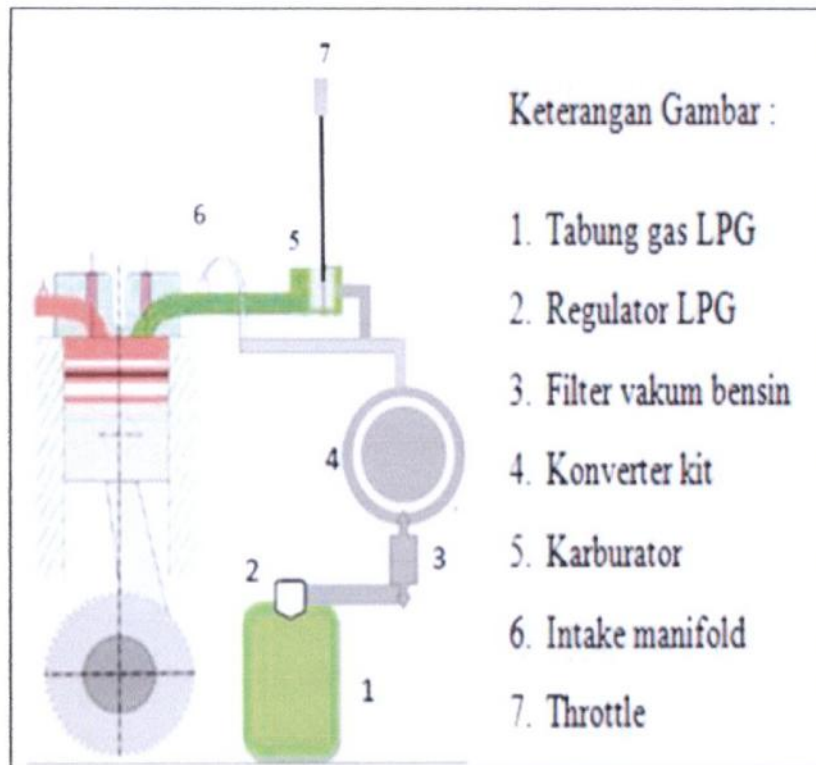 7
Keterangan Gambar :
6
5
1. Tabung gas LPG
2. Regulator LPG
3. Filter vakum bensin
4
4. Konverter kit
2
3
5. Karburator
6. Intake manifold
1
7. Throttle